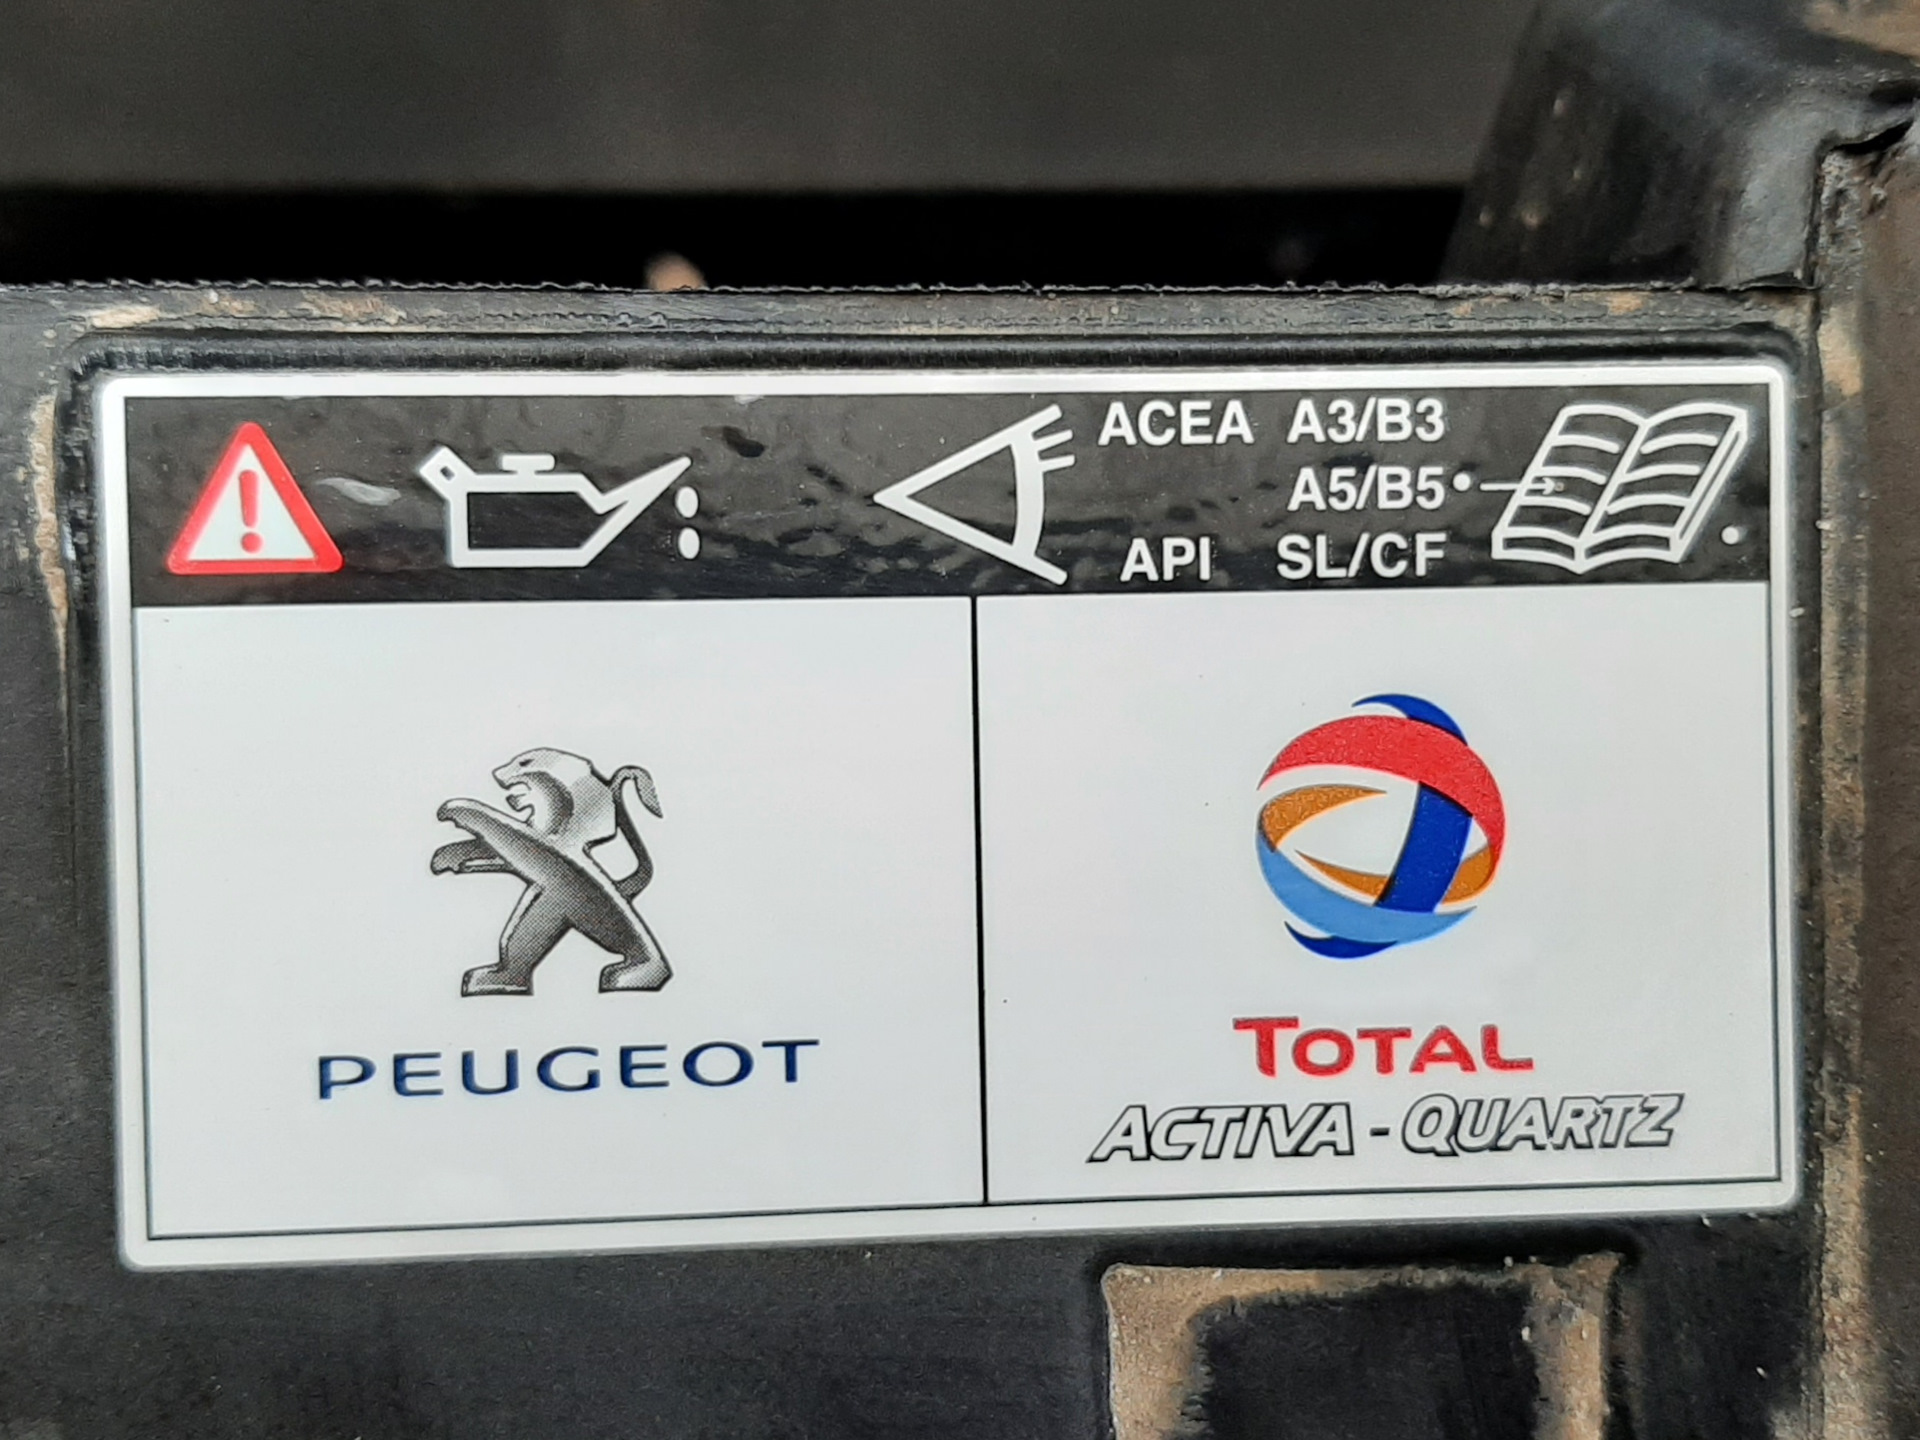 ACEA A3/B3
A5/B5
API SL/CF
PEUGEOT
TOTAL
ACTIVA - QUARTZ